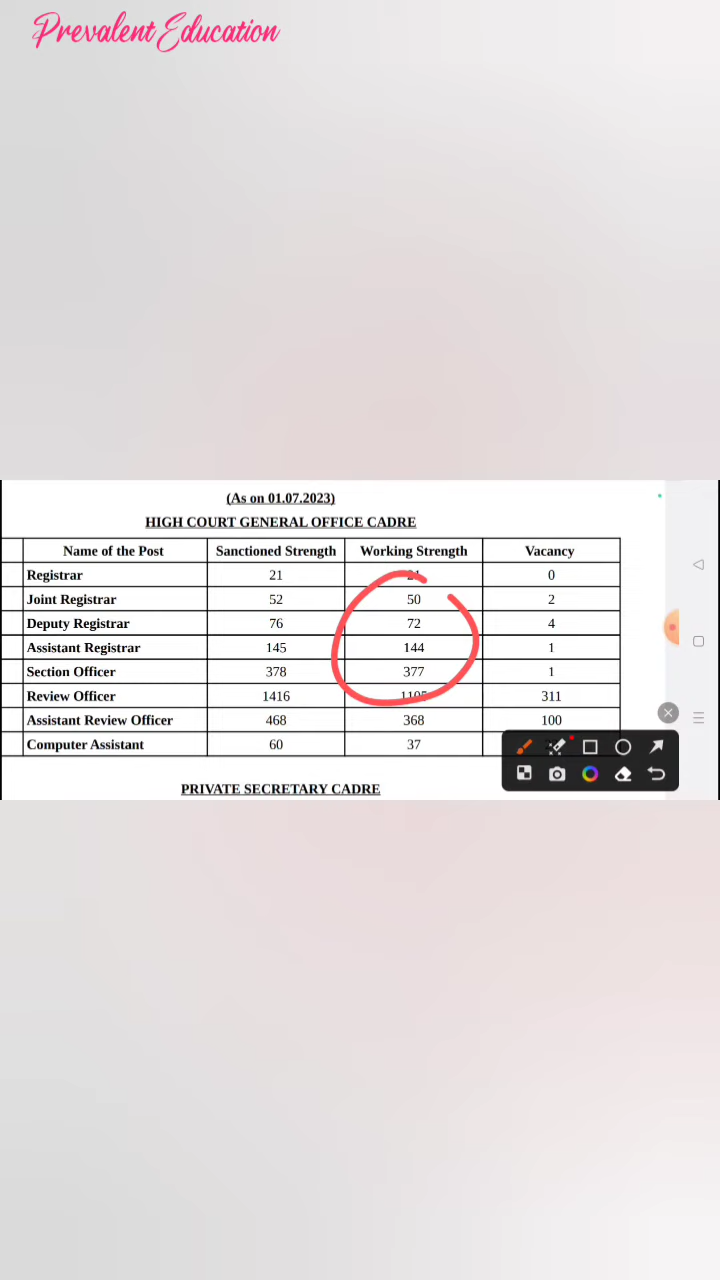 Prevalent Education
(As on 01.07.2023)
HIGH COURT GENERAL OFFICE CADRE
Name of the Post Sanctioned Strength Working Strength Vacancy
Registrar 21 21 0
Joint Registrar 52 50 2
Deputy Registrar 76 72 4
Assistant Registrar 145 144 1
Section Officer 378 377 1
Review Officer 1416 1105 311
Assistant Review Officer 468 368 100
Computer Assistant 60 37
PRIVATE SECRETARY CADRE